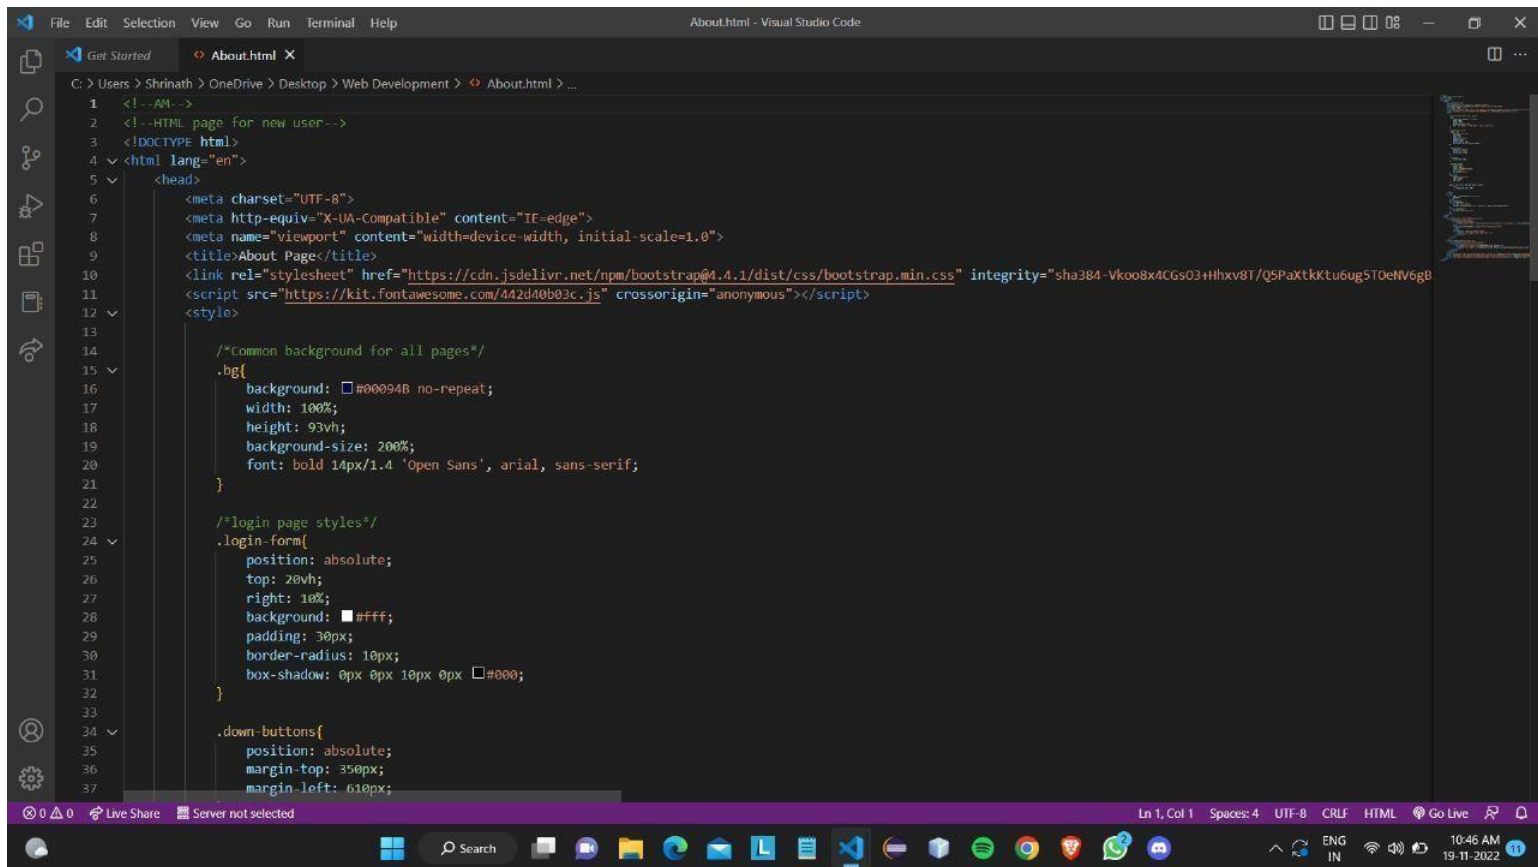 File Edit Selection View Go Run Terminal Help About.html - Visual Studio Code
Get Started <> About.html
C: > Users > Shrinath > OneDrive > Desktop > Web Development > <> About.html > ...
1 <!--AM-->
2 <!--HTML page for new user-->
3 <!DOCTYPE html>
4 <html lang="en">
5 <head>
6 <meta charset="UTF-8">
7 <meta http-equiv="X-UA-Compatible" content="IE=edge">
8 <meta name="viewport" content="width=device-width, initial-scale=1.0">
9 <title>About Page</title>
10 <link rel="stylesheet" href="https://cdn.jsdelivr.net/npm/bootstrap@4.4.1/dist/css/bootstrap.min.css" integrity="sha384-Vkoo8x4CGsO3+Hhxv8T/Q5PaXtkKtu6ug5TOeNV6gB
11 <script src="https://kit.fontawesome.com/442d40b03c.js" crossorigin="anonymous"></script>
12 <style>
13
14 /*Common background for all pages*/
15 .bg{
16 background: #00094B no-repeat;
17 width: 100%;
18 height: 93vh;
19 background-size: 200%;
20 font: bold 14px/1.4 'Open Sans', arial, sans-serif;
21 }
22
23 /*login page styles*/
24 .login-form{
25 position: absolute;
26 top: 20vh;
27 right: 10%;
28 background: #fff;
29 padding: 30px;
30 border-radius: 10px;
31 box-shadow: 0px 0px 10px 0px #000;
32 }
33
34 .down-buttons{
35 position: absolute;
36 margin-top: 350px;
37 margin-left: 610px;
0 0 Live Share Server not selected Ln 1, Col 1 Spaces: 4 UTF-8 CRLF HTML Go Live
Search L 2 ENG IN 10:46 AM 19-11-2022 11